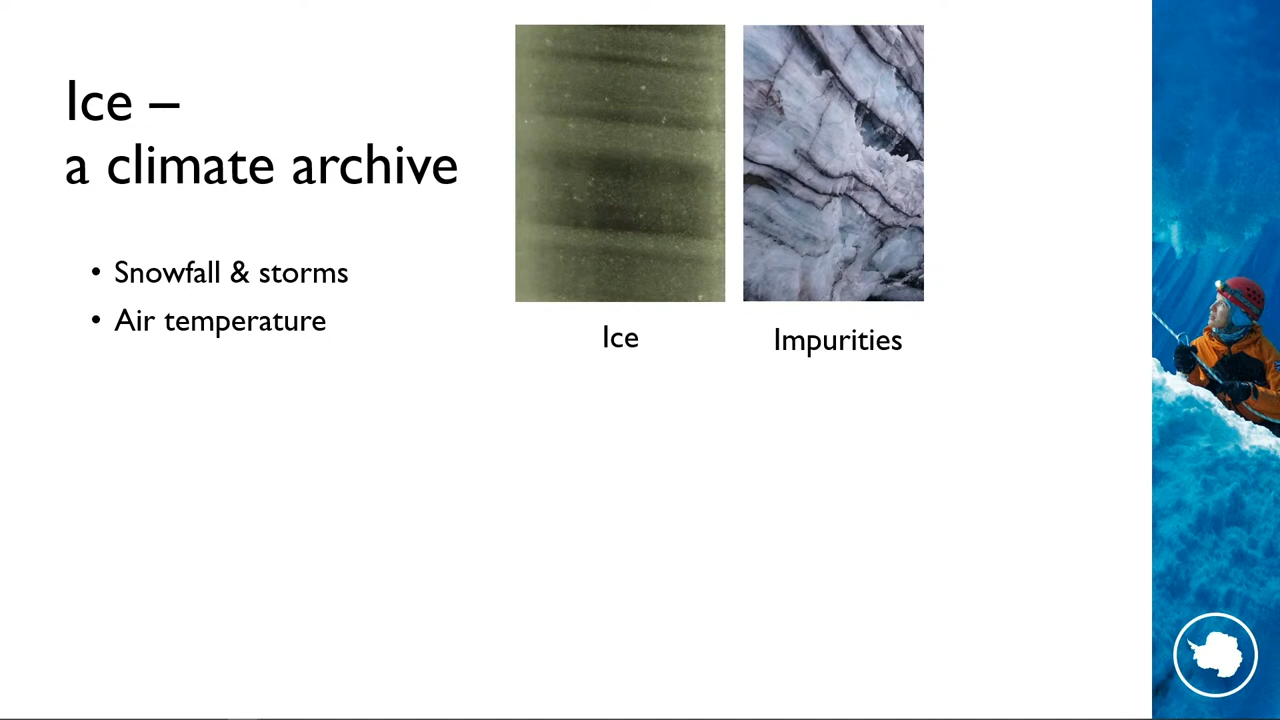 Ice –
a climate archive
• Snowfall & storms
• Air temperature
Ice
Impurities